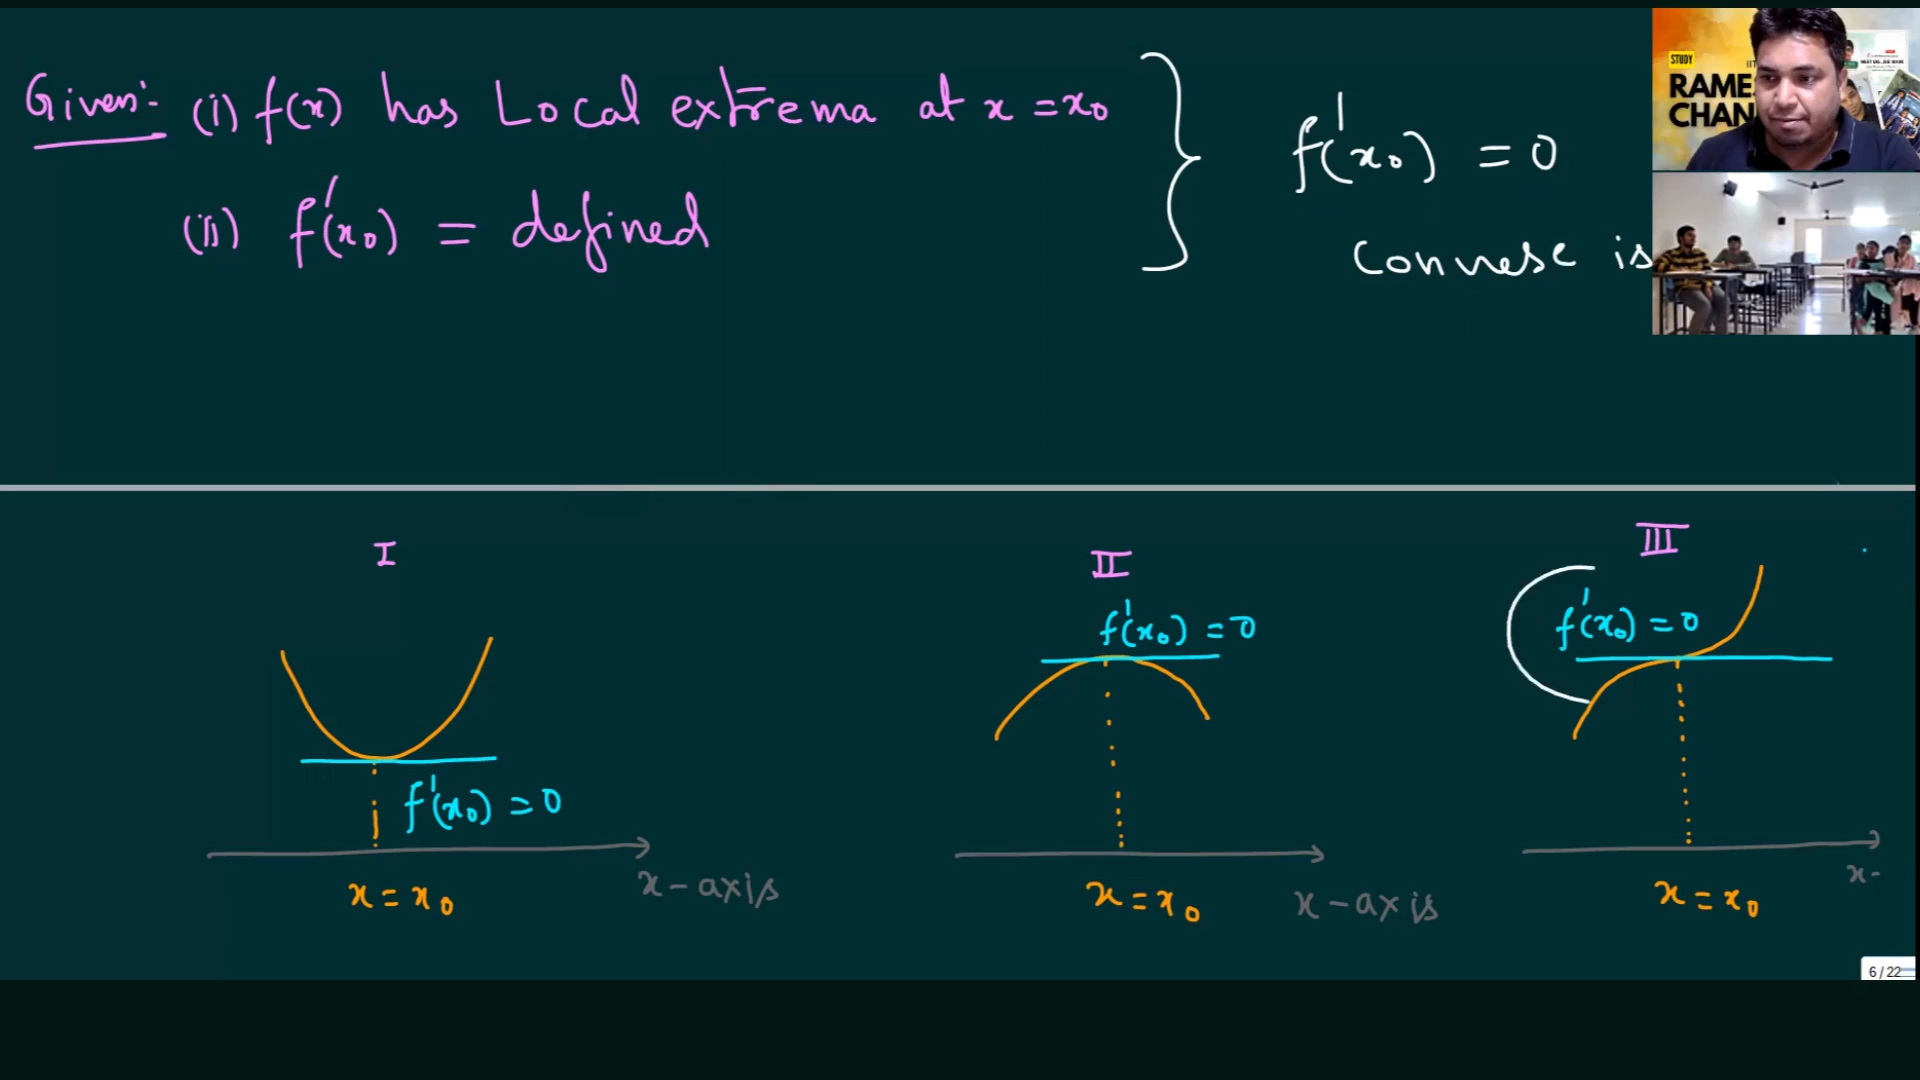 Given:- (i) f(x) has Local extrema at x = x₀
(ii) f'(x₀) = defined
f'(x₀) = 0
Converse is
STUDY
RAMES
CHAN
I
II
III
f'(x₀) = 0
f'(x₀) = 0
f'(x₀) = 0
x = x₀
x-axis
x = x₀
x-axis
x = x₀
x-
6 / 22